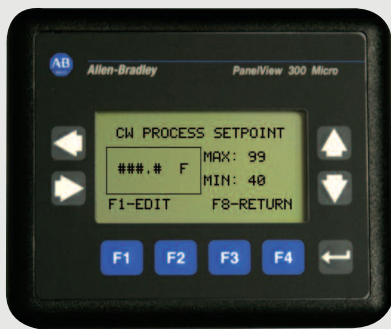 AB
Allen-Bradley PanelView 300 Micro
CW PROCESS SETPOINT
###.# F
MAX: 99
MIN: 40
F1-EDIT F8-RETURN
F1 F2 F3 F4